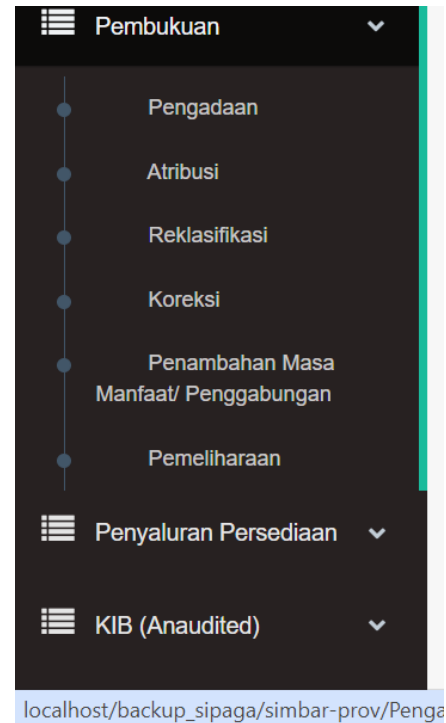 Pembukuan
Pengadaan
Atribusi
Reklasifikasi
Koreksi
Penambahan Masa
Manfaat/ Penggabungan
Pemeliharaan
Penyaluran Persediaan
KIB (Anaudited)
localhost/backup_sipaga/simbar-prov/Penga